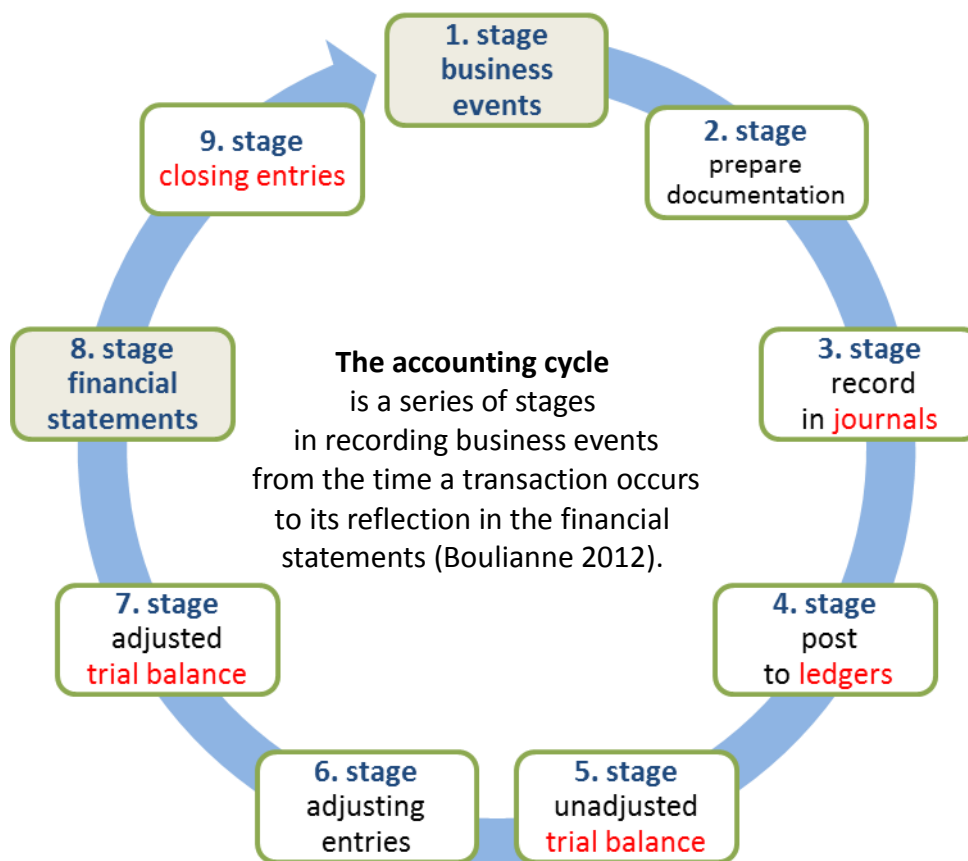 1. stage
business
events
2. stage
prepare
documentation
3. stage
record
in journals
4. stage
post
to ledgers
5. stage
unadjusted
trial balance
6. stage
adjusting
entries
7. stage
adjusted
trial balance
8. stage
financial
statements
9. stage
closing entries
The accounting cycle
is a series of stages
in recording business events
from the time a transaction occurs
to its reflection in the financial
statements (Boulianne 2012).